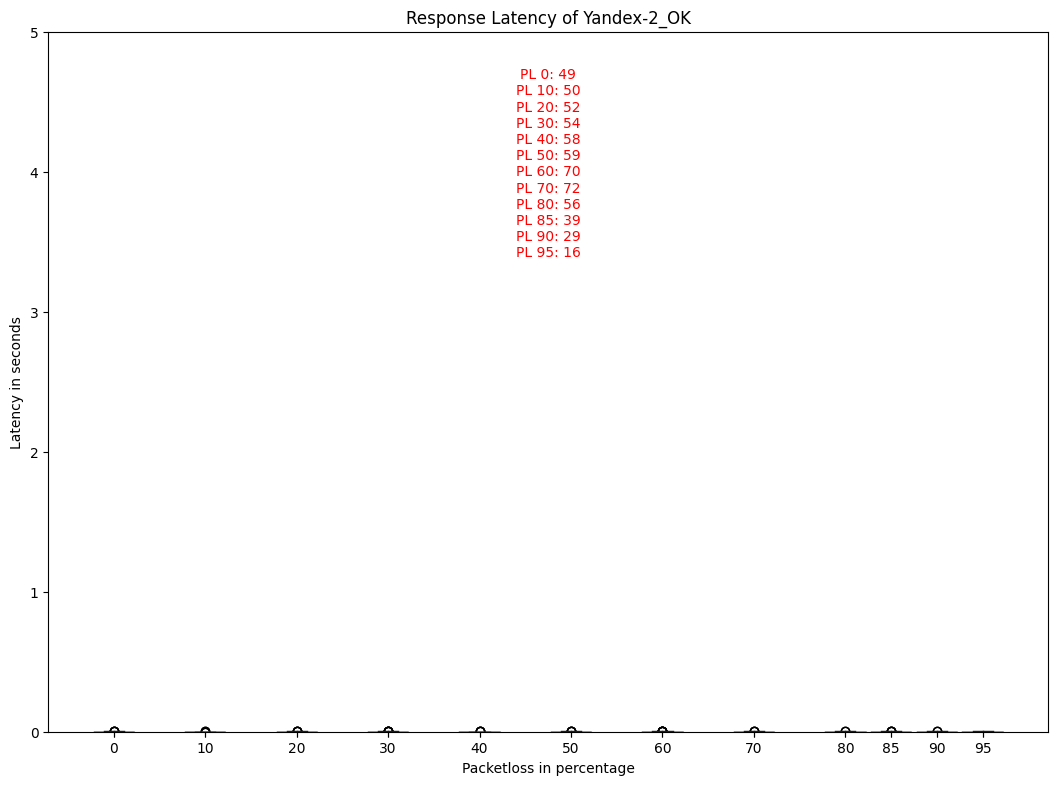 Response Latency of Yandex-2_OK
5
PL 0: 49
PL 10: 50
PL 20: 52
PL 30: 54
PL 40: 58
PL 50: 59
PL 60: 70
PL 70: 72
PL 80: 56
PL 85: 39
PL 90: 29
PL 95: 16
4
3
2
1
0
Latency in seconds
0 10 20 30 40 50 60 70 80 85 90 95
Packetloss in percentage